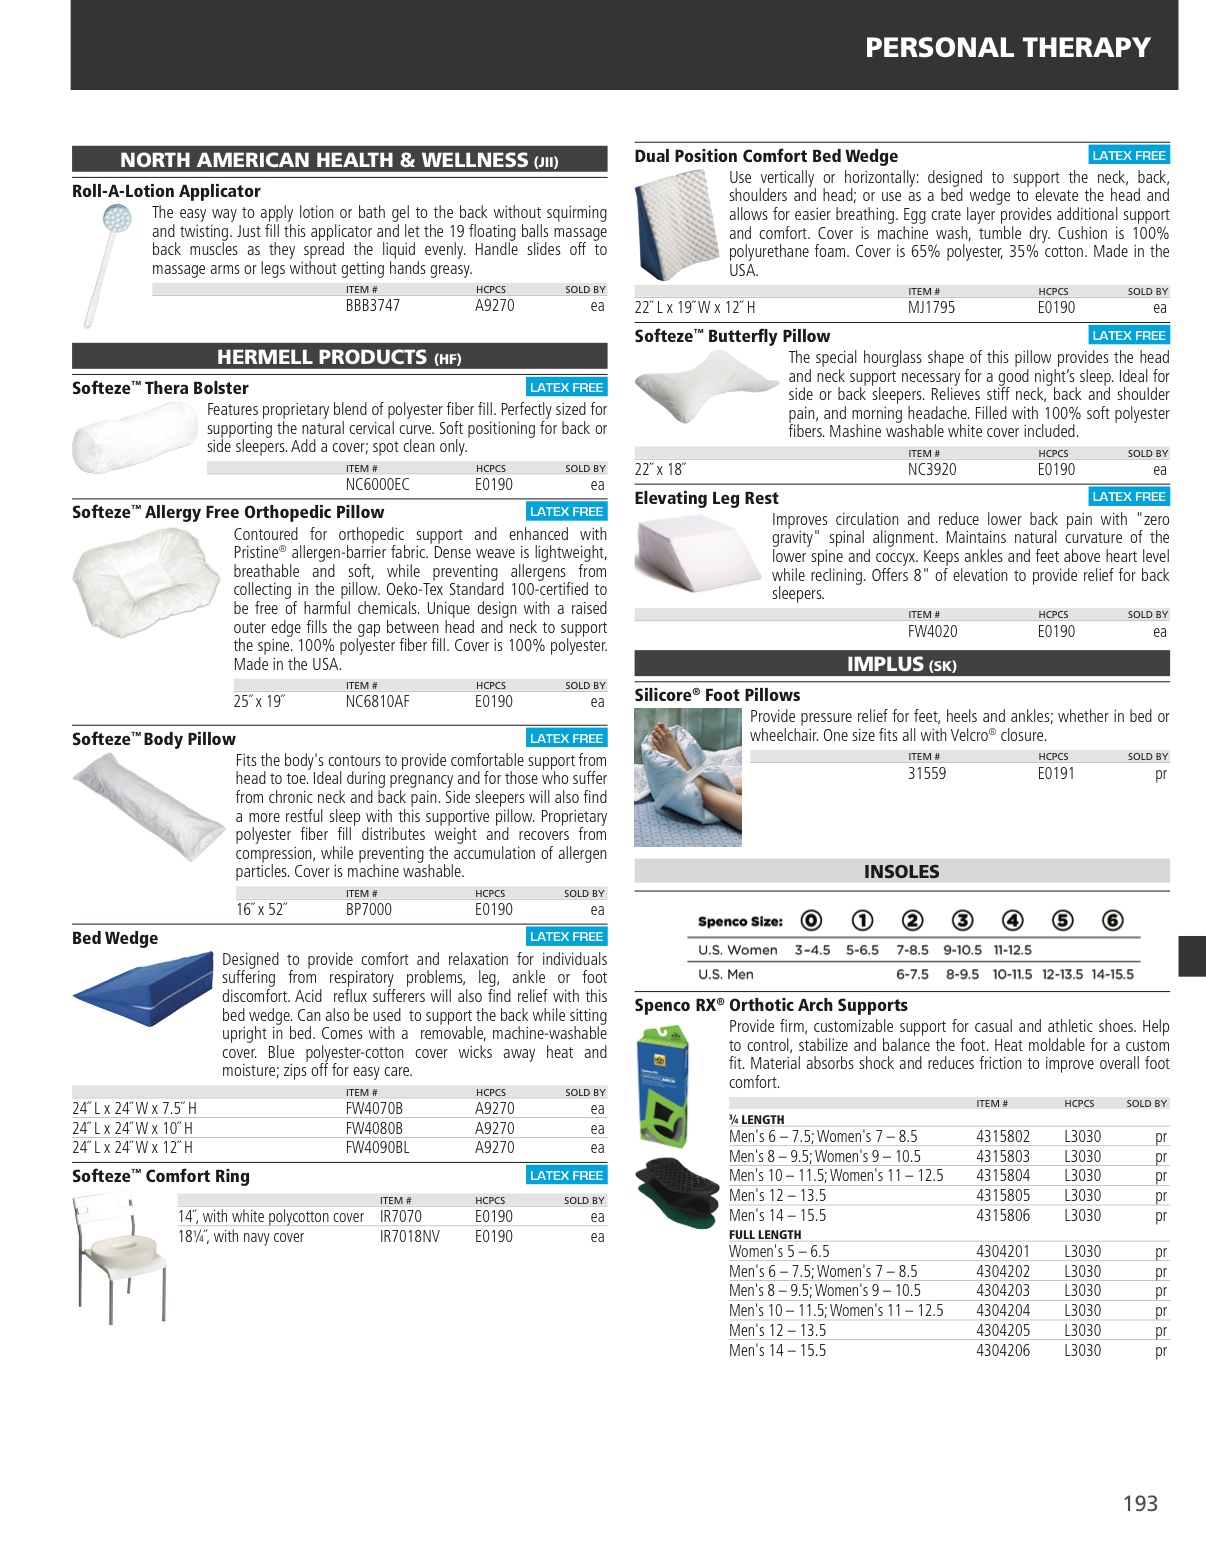 PERSONAL THERAPY
NORTH AMERICAN HEALTH & WELLNESS (JII)
Roll-A-Lotion Applicator
The easy way to apply lotion or bath gel to the back without squirming
and twisting. Just fill this applicator and let the 19 floating balls massage
back muscles as they spread the liquid evenly. Handle slides off to
massage arms or legs without getting hands greasy.
ITEM # HCPCS SOLD BY
BBB3747 A9270 ea
HERMELL PRODUCTS (HF)
Softeze™ Thera Bolster LATEX FREE
Features proprietary blend of polyester fiber fill. Perfectly sized for
supporting the natural cervical curve. Soft positioning for back or
side sleepers. Add a cover; spot clean only.
ITEM # HCPCS SOLD BY
NC6000EC E0190 ea
Softeze™ Allergy Free Orthopedic Pillow LATEX FREE
Contoured for orthopedic support and enhanced with
Pristine® allergen-barrier fabric. Dense weave is lightweight,
breathable and soft, while preventing allergens from
collecting in the pillow. Oeko-Tex Standard 100-certified to
be free of harmful chemicals. Unique design with a raised
outer edge fills the gap between head and neck to support
the spine. 100% polyester fiber fill. Cover is 100% polyester.
Made in the USA.
ITEM # HCPCS SOLD BY
25˝ x 19˝ NC6810AF E0190 ea
Softeze™ Body Pillow LATEX FREE
Fits the body's contours to provide comfortable support from
head to toe. Ideal during pregnancy and for those who suffer
from chronic neck and back pain. Side sleepers will also find
a more restful sleep with this supportive pillow. Proprietary
polyester fiber fill distributes weight and recovers from
compression, while preventing the accumulation of allergen
particles. Cover is machine washable.
ITEM # HCPCS SOLD BY
16˝ x 52˝ BP7000 E0190 ea
Bed Wedge LATEX FREE
Designed to provide comfort and relaxation for individuals
suffering from respiratory problems, leg, ankle or foot
discomfort. Acid reflux sufferers will also find relief with this
bed wedge. Can also be used to support the back while sitting
upright in bed. Comes with a removable, machine-washable
cover. Blue polyester-cotton cover wicks away heat and
moisture; zips off for easy care.
ITEM # HCPCS SOLD BY
24˝ L x 24˝ W x 7.5˝ H FW4070B A9270 ea
24˝ L x 24˝ W x 10˝ H FW4080B A9270 ea
24˝ L x 24˝ W x 12˝ H FW4090BL A9270 ea
Softeze™ Comfort Ring LATEX FREE
ITEM # HCPCS SOLD BY
14˝, with white polycotton cover IR7070 E0190 ea
18¼˝, with navy cover IR7018NV E0190 ea
Dual Position Comfort Bed Wedge LATEX FREE
Use vertically or horizontally: designed to support the neck, back,
shoulders and head; or use as a bed wedge to elevate the head and
allows for easier breathing. Egg crate layer provides additional support
and comfort. Cover is machine wash, tumble dry. Cushion is 100%
polyurethane foam. Cover is 65% polyester, 35% cotton. Made in the
USA.
ITEM # HCPCS SOLD BY
22˝ L x 19˝ W x 12˝ H MJ1795 E0190 ea
Softeze™ Butterfly Pillow LATEX FREE
The special hourglass shape of this pillow provides the head
and neck support necessary for a good night’s sleep. Ideal for
side or back sleepers. Relieves stiff neck, back and shoulder
pain, and morning headache. Filled with 100% soft polyester
fibers. Mashine washable white cover included.
ITEM # HCPCS SOLD BY
22˝ x 18˝ NC3920 E0190 ea
Elevating Leg Rest LATEX FREE
Improves circulation and reduce lower back pain with "zero
gravity" spinal alignment. Maintains natural curvature of the
lower spine and coccyx. Keeps ankles and feet above heart level
while reclining. Offers 8" of elevation to provide relief for back
sleepers.
ITEM # HCPCS SOLD BY
FW4020 E0190 ea
IMPLUS (SK)
Silicore® Foot Pillows
Provide pressure relief for feet, heels and ankles; whether in bed or
wheelchair. One size fits all with Velcro® closure.
ITEM # HCPCS SOLD BY
31559 E0191 pr
INSOLES
Spenco Size: 0 1 2 3 4 5 6
U.S. Women 3-4.5 5-6.5 7-8.5 9-10.5 11-12.5
U.S. Men 6-7.5 8-9.5 10-11.5 12-13.5 14-15.5
Spenco RX® Orthotic Arch Supports
Provide firm, customizable support for casual and athletic shoes. Help
to control, stabilize and balance the foot. Heat moldable for a custom
fit. Material absorbs shock and reduces friction to improve overall foot
comfort.
ITEM # HCPCS SOLD BY
¾ LENGTH
Men's 6 – 7.5; Women's 7 – 8.5 4315802 L3030 pr
Men's 8 – 9.5; Women's 9 – 10.5 4315803 L3030 pr
Men's 10 – 11.5; Women's 11 – 12.5 4315804 L3030 pr
Men's 12 – 13.5 4315805 L3030 pr
Men's 14 – 15.5 4315806 L3030 pr
FULL LENGTH
Women's 5 – 6.5 4304201 L3030 pr
Men's 6 – 7.5; Women's 7 – 8.5 4304202 L3030 pr
Men's 8 – 9.5; Women's 9 – 10.5 4304203 L3030 pr
Men's 10 – 11.5; Women's 11 – 12.5 4304204 L3030 pr
Men's 12 – 13.5 4304205 L3030 pr
Men's 14 – 15.5 4304206 L3030 pr
193